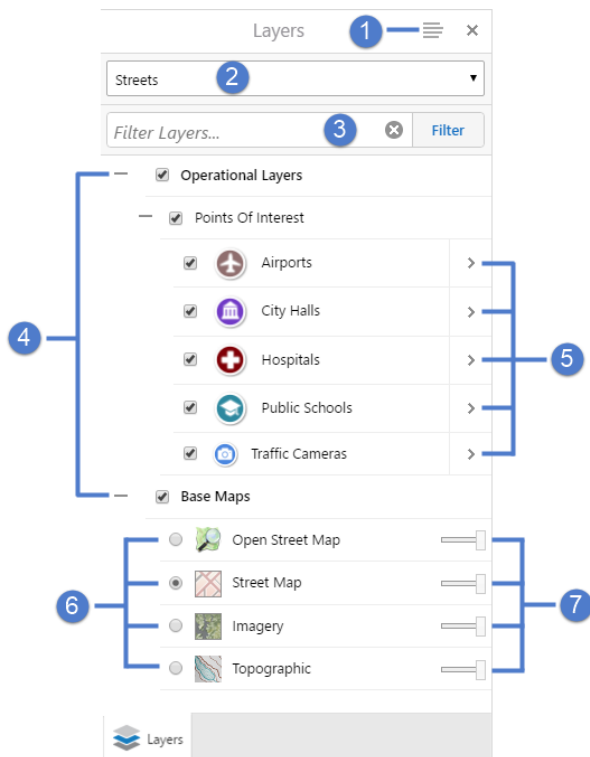 Layers
1
Streets
2
Filter Layers...
3
Filter
Operational Layers
Points Of Interest
Airports
City Halls
4
Hospitals
5
Public Schools
Traffic Cameras
Base Maps
Open Street Map
Street Map
6
7
Imagery
Topographic
Layers